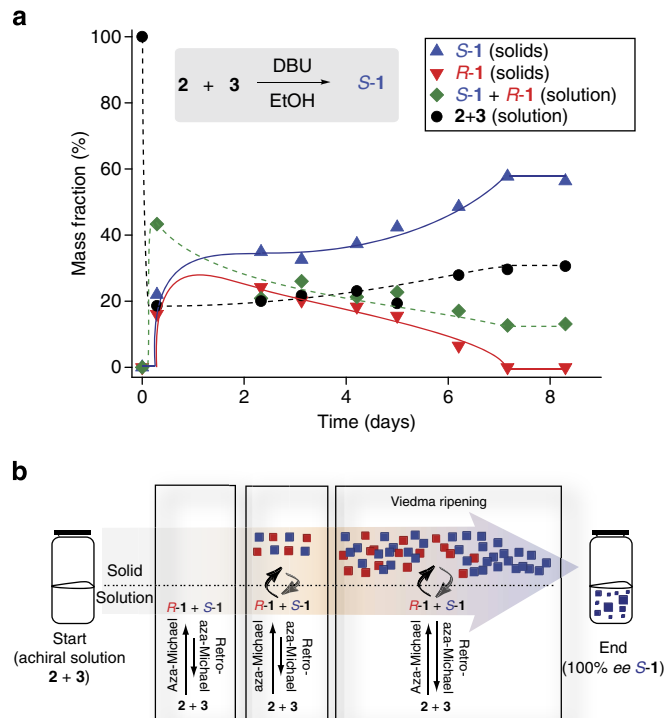 a
100
80
60
40
20
0
Mass fraction (%)
0
2
4
6
8
Time (days)
2 + 3
DBU
EtOH
S-1
S-1 (solids)
R-1 (solids)
S-1 + R-1 (solution)
2+3 (solution)
b
Viedma ripening
Solid
Solution
Start
(achiral solution
2 + 3)
R-1 + S-1
Aza-Michael
Retro-
aza-Michael
2 + 3
R-1 + S-1
aza-Michael
Retro-
Aza-Michael
2 + 3
R-1 + S-1
Aza-Michael
Retro-
aza-Michael
2 + 3
End
(100% ee S-1)